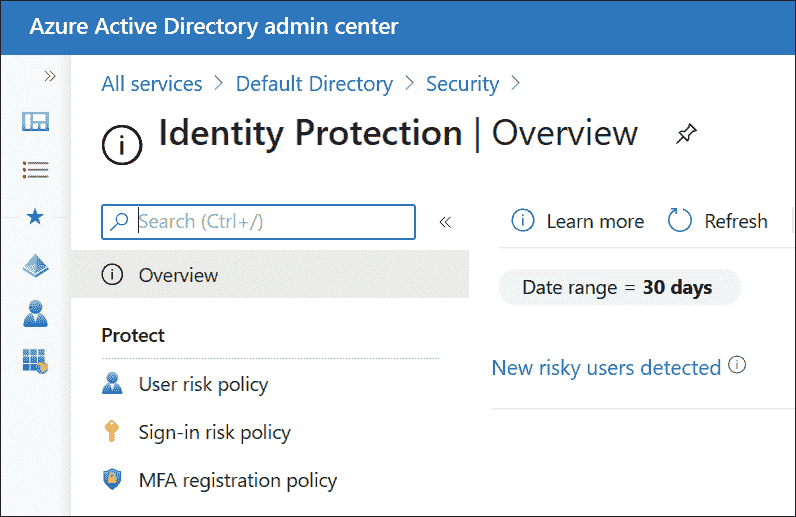 Azure Active Directory admin center
All services > Default Directory > Security >
Identity Protection | Overview
Search (Ctrl+/)
Learn more Refresh
Overview
Date range = 30 days
Protect
New risky users detected
User risk policy
Sign-in risk policy
MFA registration policy